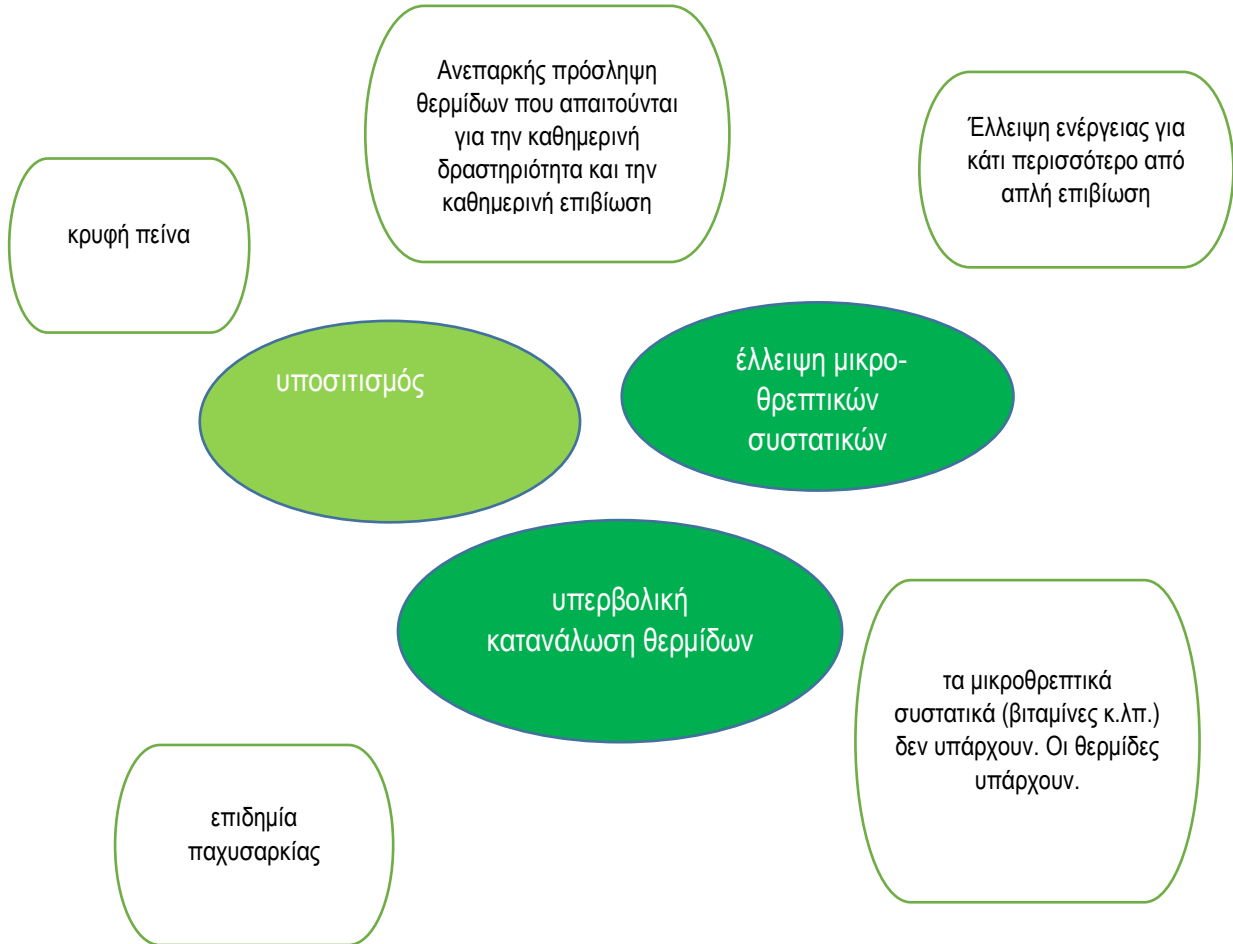 Ανεπαρκής πρόσληψη
θερμίδων που απαιτούνται
για την καθημερινή
δραστηριότητα και την
καθημερινή επιβίωση
Έλλειψη ενέργειας για
κάτι περισσότερο από
απλή επιβίωση
κρυφή πείνα
υποσιτισμός
έλλειψη μικρο-
θρεπτικών
συστατικών
υπερβολική
κατανάλωση θερμίδων
τα μικροθρεπτικά
συστατικά (βιταμίνες κ.λπ.)
δεν υπάρχουν. Οι θερμίδες
υπάρχουν.
επιδημία
παχυσαρκίας